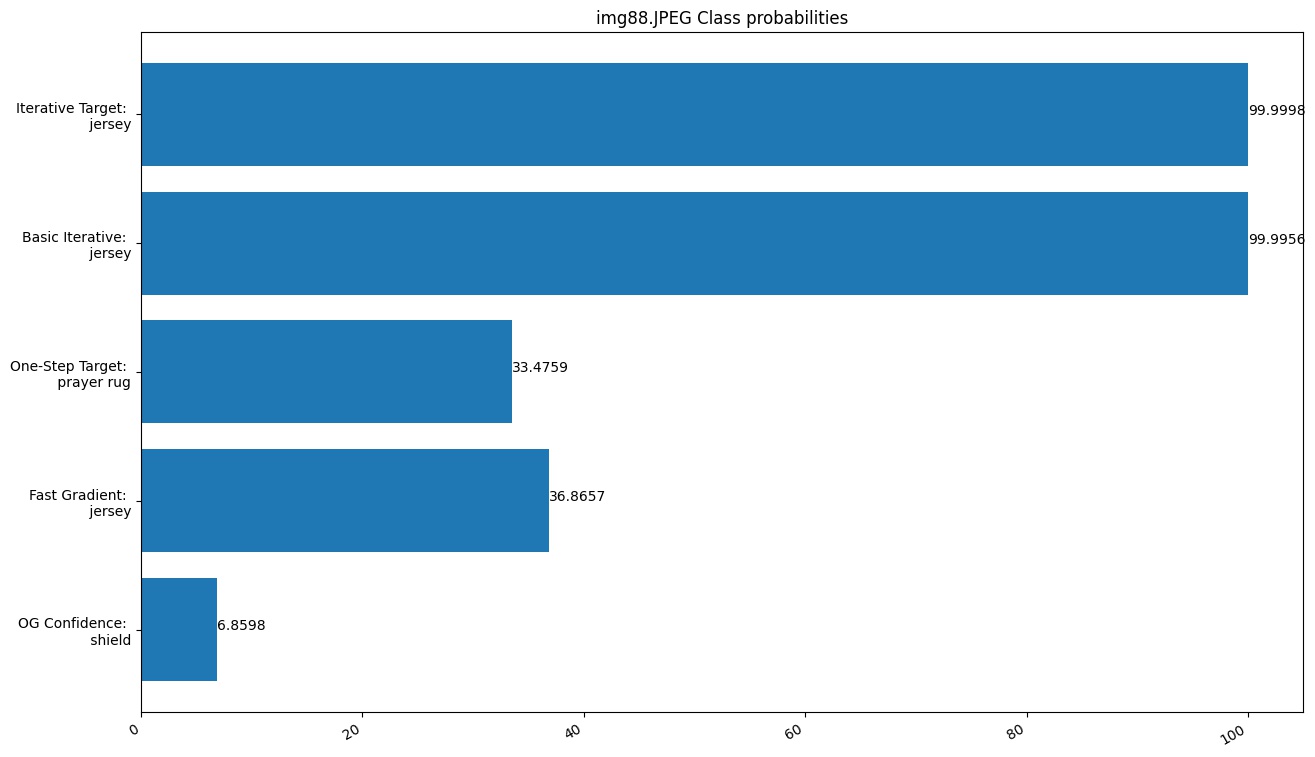 img88.JPEG Class probabilities
Iterative Target:
jersey
99.9998
Basic Iterative:
jersey
99.9956
One-Step Target:
prayer rug
33.4759
Fast Gradient:
jersey
36.8657
OG Confidence:
shield
6.8598
0 20 40 60 80 100